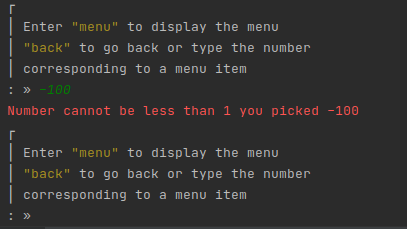 Enter "menu" to display the menu
"back" to go back or type the number
corresponding to a menu item
: » -100
Number cannot be less than 1 you picked -100
Enter "menu" to display the menu
"back" to go back or type the number
corresponding to a menu item
: »